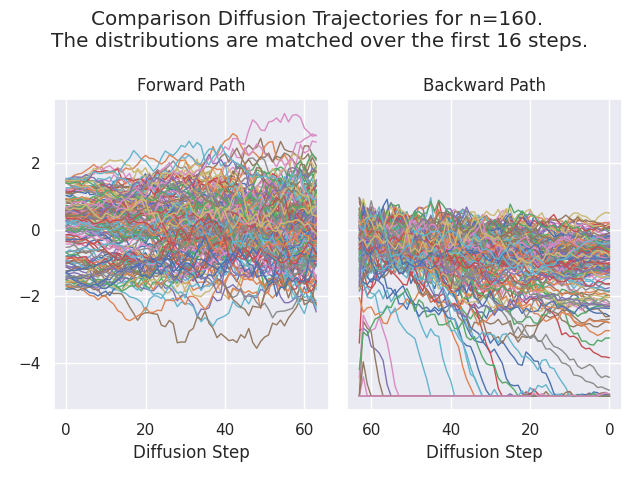 Comparison Diffusion Trajectories for n=160.
The distributions are matched over the first 16 steps.
Forward Path
Backward Path
2
0
−2
−4
0 20 40 60
60 40 20 0
Diffusion Step
Diffusion Step